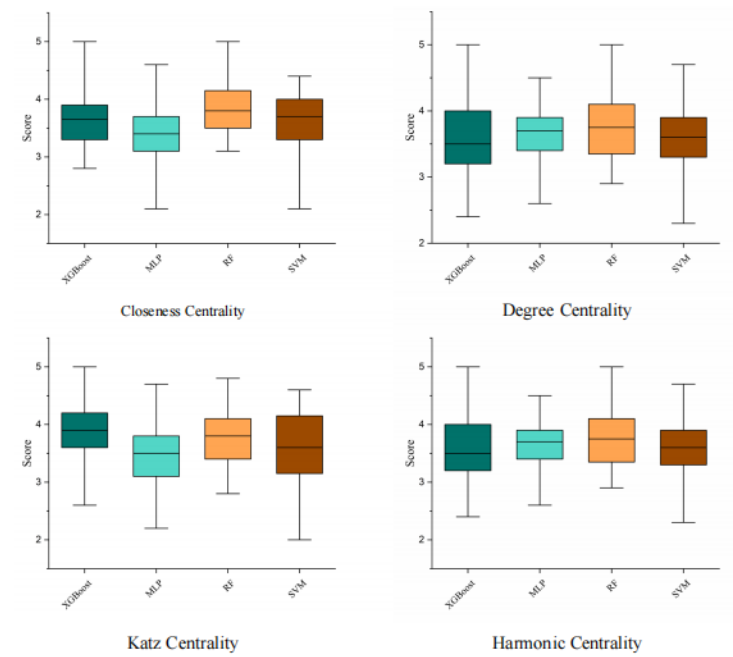 5
4
3
2
Score
XGBoost
MLP
RF
SVM
Closeness Centrality
5
4
3
2
Score
XGBoost
MLP
RF
SVM
Degree Centrality
5
4
3
2
Score
XGBoost
MLP
RF
SVM
Katz Centrality
5
4
3
2
Score
XGBoost
MLP
RF
SVM
Harmonic Centrality